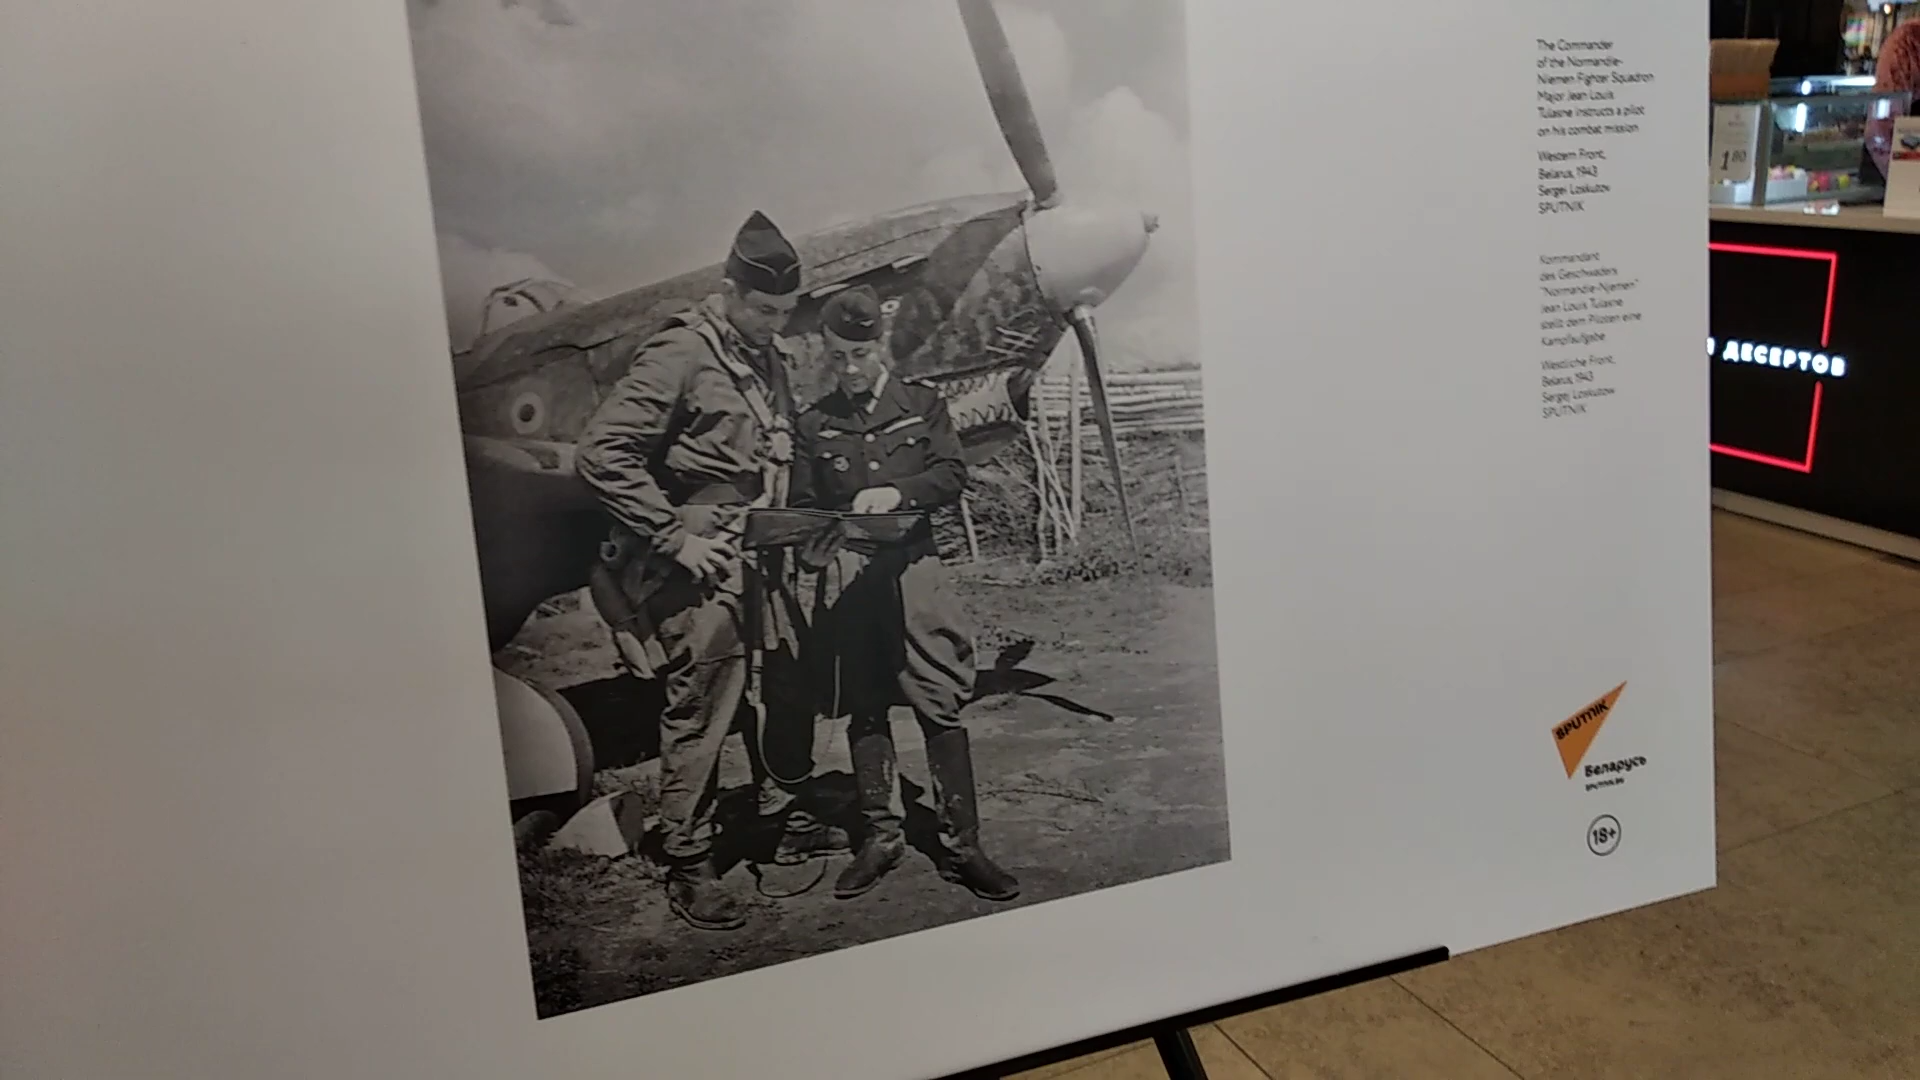 The Commander
of the Normandie-
Niemen Fighter Squadron
Major Jean Louis
Tulasne instructs a pilot
on his combat mission
Western Front,
Belarus, 1943
Sergei Loskutov
SPUTNIK
Kommandant
des Geschwaders
"Normandie-Njemen"
Jean Louis Tulasne
stellt dem Piloten eine
Kampfaufgabe
Westliche Front,
Belarus, 1943
Sergej Loskutow
SPUTNIK
SPUTNIK
Беларусь
18+
1 80
ДЕСЕРТОВ